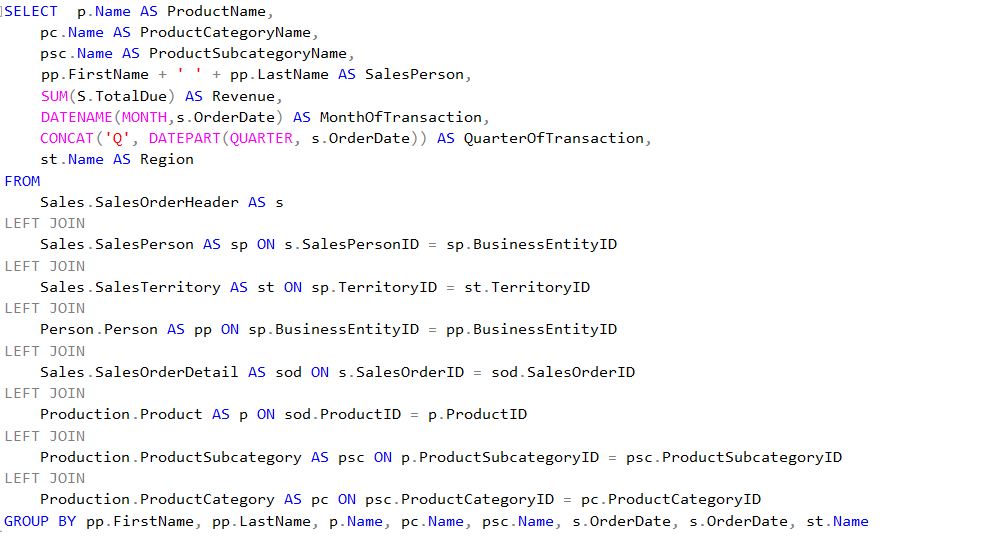 SELECT  p.Name AS ProductName,
    pc.Name AS ProductCategoryName,
    psc.Name AS ProductSubcategoryName,
    pp.FirstName + ' ' + pp.LastName AS SalesPerson,
    SUM(S.TotalDue) AS Revenue,
    DATENAME(MONTH,s.OrderDate) AS MonthOfTransaction,
    CONCAT('Q', DATEPART(QUARTER, s.OrderDate)) AS QuarterOfTransaction,
    st.Name AS Region
FROM
    Sales.SalesOrderHeader AS s
LEFT JOIN
    Sales.SalesPerson AS sp ON s.SalesPersonID = sp.BusinessEntityID
LEFT JOIN
    Sales.SalesTerritory AS st ON sp.TerritoryID = st.TerritoryID
LEFT JOIN
    Person.Person AS pp ON sp.BusinessEntityID = pp.BusinessEntityID
LEFT JOIN
    Sales.SalesOrderDetail AS sod ON s.SalesOrderID = sod.SalesOrderID
LEFT JOIN
    Production.Product AS p ON sod.ProductID = p.ProductID
LEFT JOIN
    Production.ProductSubcategory AS psc ON p.ProductSubcategoryID = psc.ProductSubcategoryID
LEFT JOIN
    Production.ProductCategory AS pc ON psc.ProductCategoryID = pc.ProductCategoryID
GROUP BY pp.FirstName, pp.LastName, p.Name, pc.Name, psc.Name, s.OrderDate, s.OrderDate, st.Name